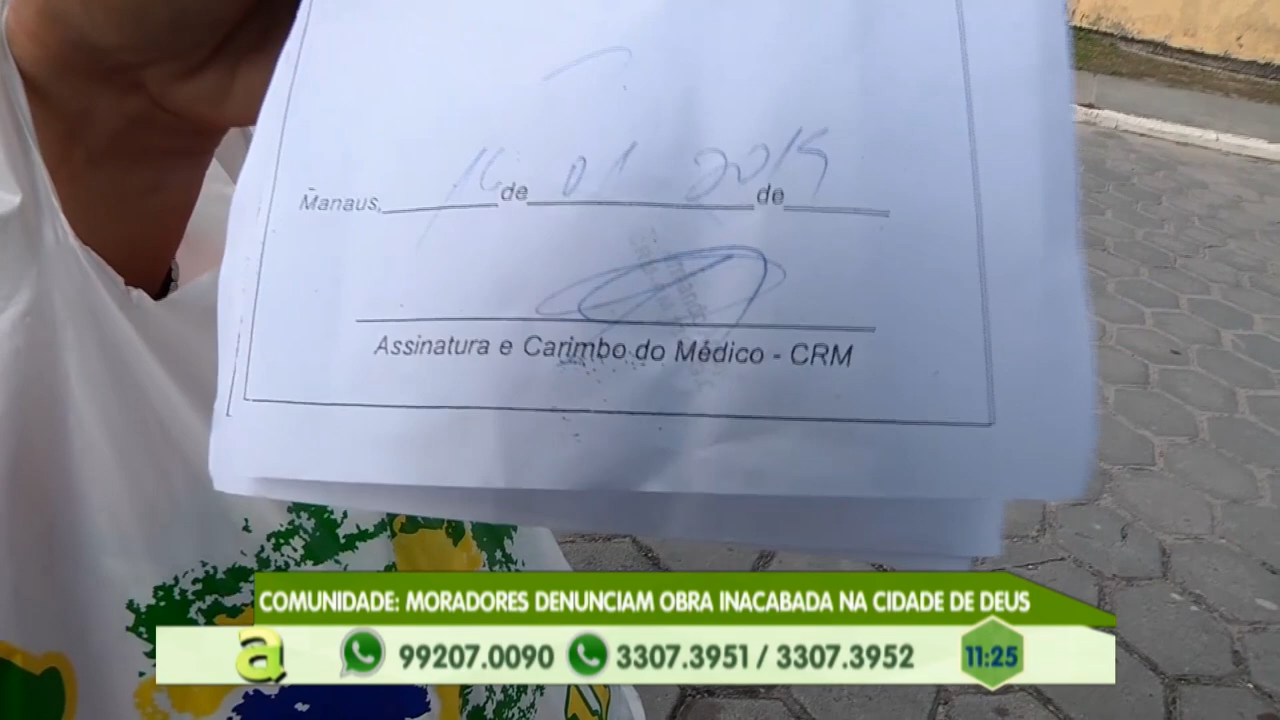 Manaus, 16 de 01 2019 de
Assinatura e Carimbo do Médico - CRM
COMUNIDADE: MORADORES DENUNCIAM OBRA INACABADA NA CIDADE DE DEUS
a 99207.0090 3307.3951 / 3307.3952 11:25